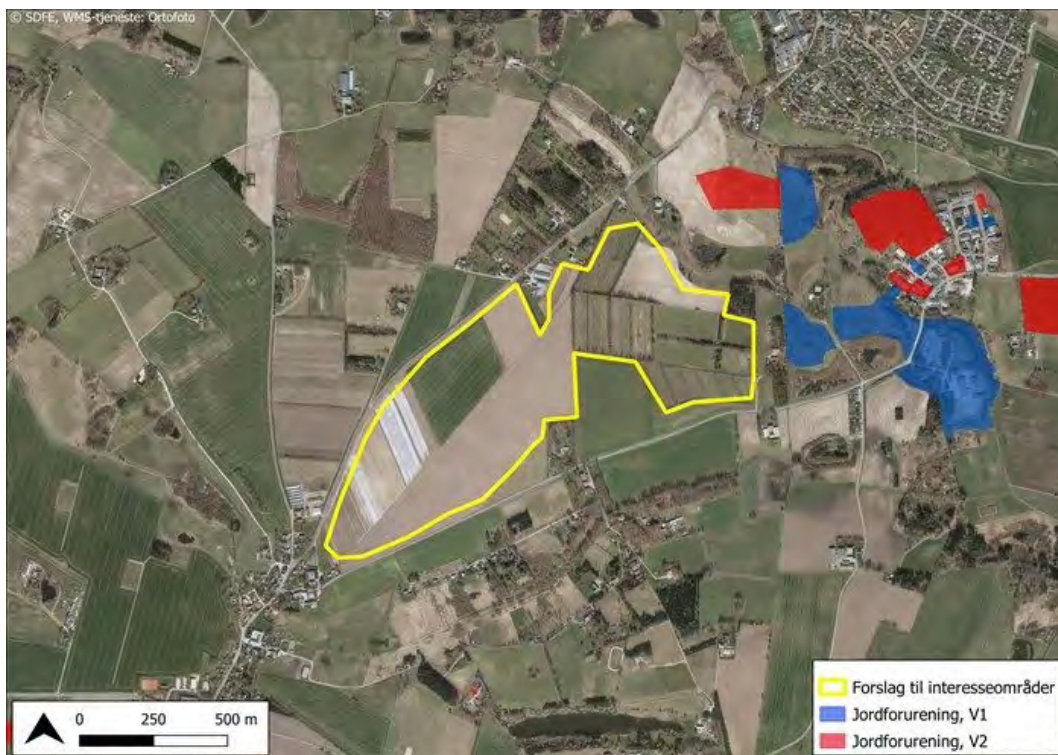 © SDFE, WMS-tjeneste: Ortofoto
0 250 500 m
Forslag til interesseområder
Jordforurening, V1
Jordforurening, V2